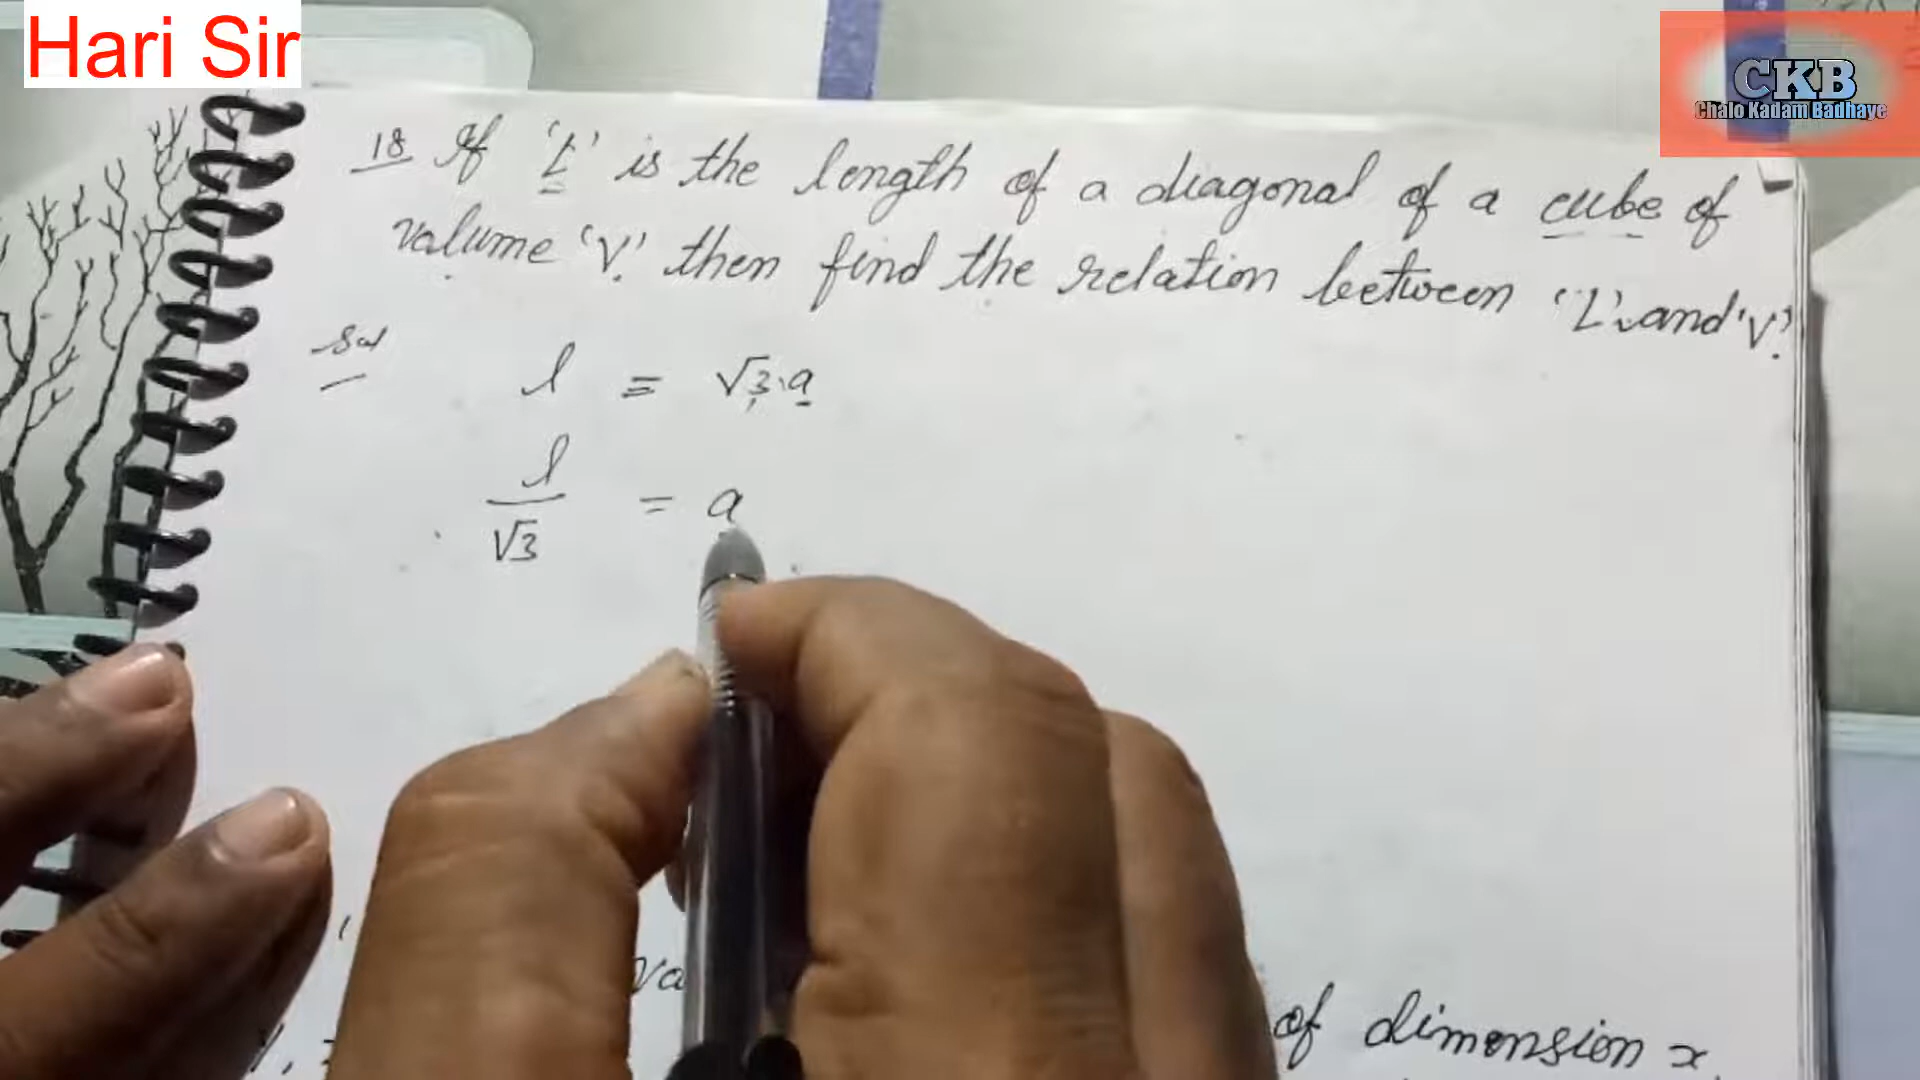 Hari Sir
CKB
Chalo Kadam Badhaye
18 If 'L' is the length of a diagonal of a cube of
volume 'V' then find the relation between 'L' and 'V'.
Sol
l = √3.a
l/√3 = a
of dimension x,